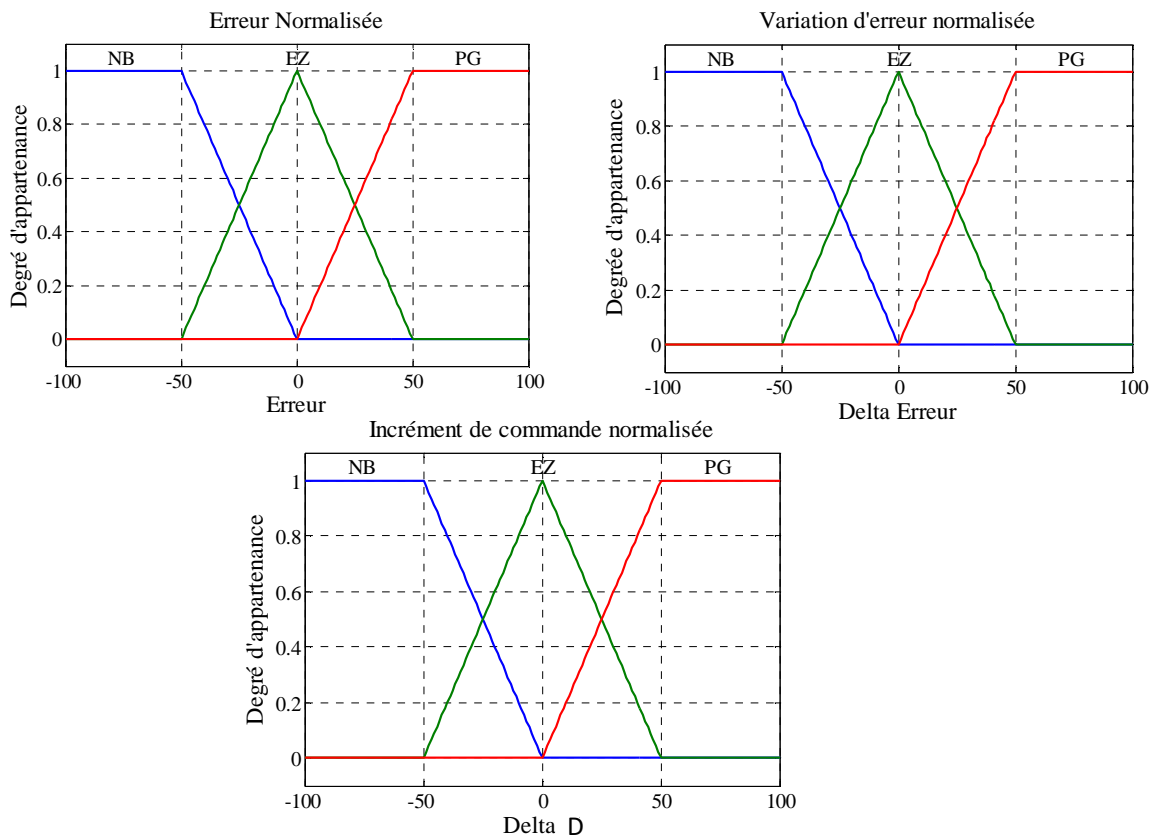 Erreur Normalisée
NB EZ PG
1
0.8
0.6
0.4
0.2
0
Degré d'appartenance
-100 -50 0 50 100
Erreur
Variation d'erreur normalisée
NB EZ PG
1
0.8
0.6
0.4
0.2
0
Degrée d'appartenance
-100 -50 0 50 100
Delta Erreur
Incrément de commande normalisée
NB EZ PG
1
0.8
0.6
0.4
0.2
0
Degré d'appartenance
-100 -50 0 50 100
Delta D